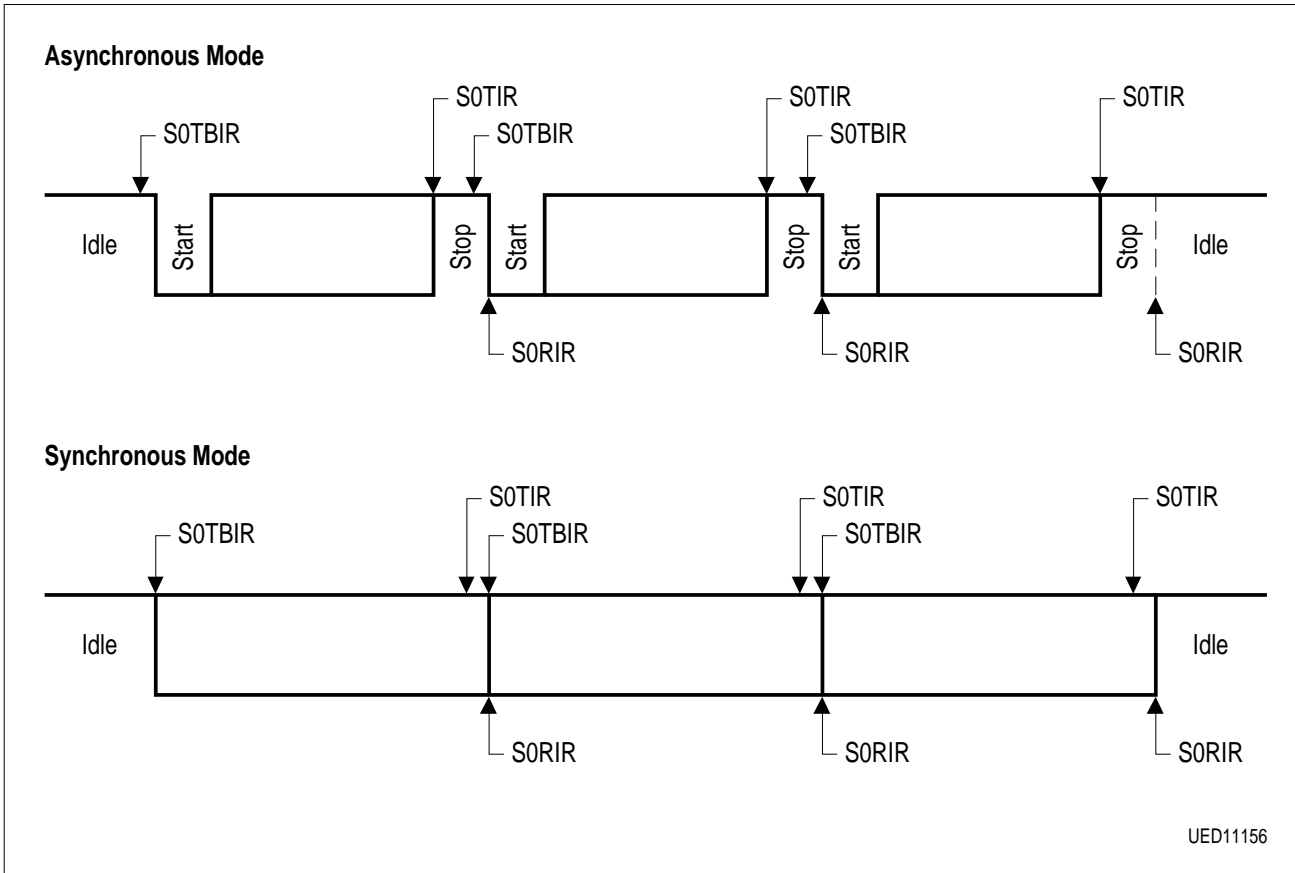 Asynchronous Mode
S0TIR
S0TIR
S0TIR
S0TBIR
S0TBIR
S0TBIR
Idle
Start
Stop
Start
Stop
Start
Stop
Idle
S0RIR
S0RIR
S0RIR
Synchronous Mode
S0TIR
S0TIR
S0TIR
S0TBIR
S0TBIR
S0TBIR
Idle
Idle
S0RIR
S0RIR
S0RIR
UED11156